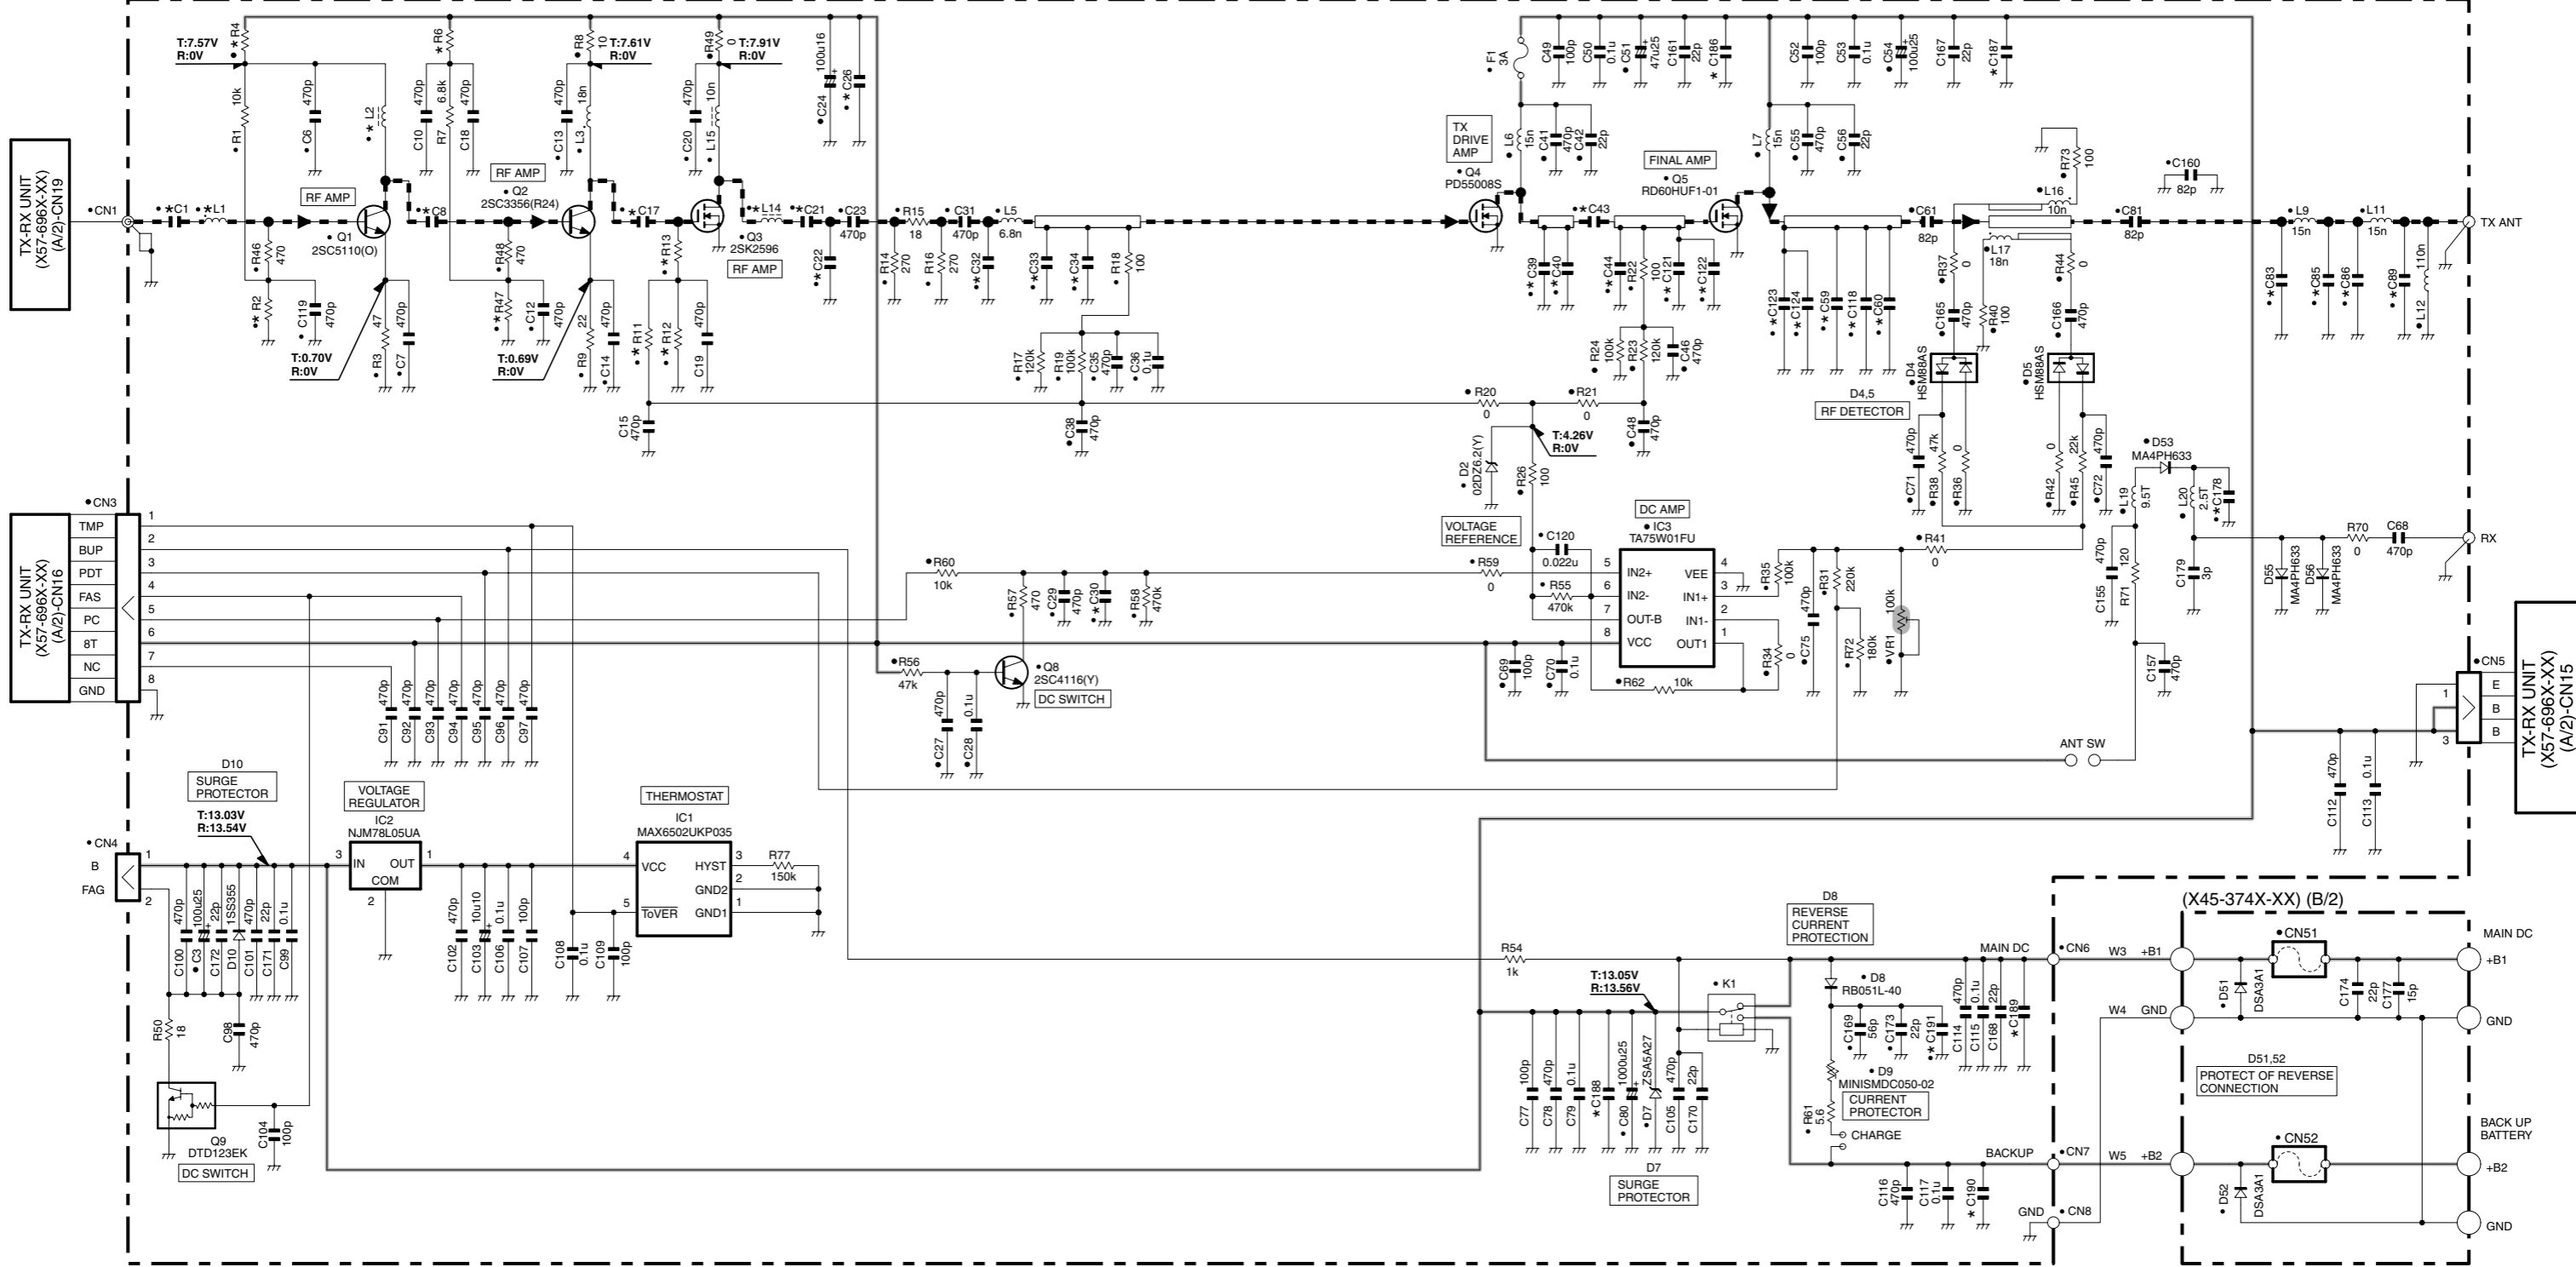 TX-RX UNIT
(X57-696X-XX)
(A/2)-CN19
•CN1
•*C1
•*L1
T:7.57V
R:0V
•*R4
10k
•R1
470p
•C6
•*L2
RF AMP
•Q1
2SC5110(O)
•R46
470
•*R2
C119
•470p
T:0.70V
R:0V
47
•R3
470p
•C7
•*C8
*R6
470p
C10
6.8k
R7
470p
C18
RF AMP
•Q2
2SC3356(R24)
•R48
470
•*R47
•C12
470p
T:0.69V
R:0V
22
•R9
470p
•C14
•R8
10
T:7.61V
R:0V
470p
•C13
18n
•L3
•*C17
•R49
0
T:7.91V
R:0V
470p
•C20
10n
•L15
•*R13
•Q3
2SK2596
RF AMP
*R11
*R12
470p
C19
C15
470p
100u16
•C24
•*C26
•*L14
•*C21
•*C22
•C23
470p
•R14
270
•R15
18
•R16
270
•C31
470p
•*C32
•L5
6.8n
•*C33
•*C34
•R18
100
•R17
120k
•R19
100k
•C35
470p
•C36
0.1u
•C38
470p
TX
DRIVE
AMP
•Q4
PD55008S
•F1
3A
•L6
15n
•C41
470p
•C42
22p
C49
100p
C50
0.1u
•C51
47u25
C161
22p
*C186
FINAL AMP
•Q5
RD60HUF1-01
•*C39
•*C40
•*C43
•*C44
•R22
100
•*C121
•*C122
•R24
100k
•R23
120k
•C46
470p
•R20
0
•R21
0
•C48
470p
T:4.26V
R:0V
•D2
02DZ6.2(Y)
•R26
100
•L7
15n
•C55
470p
•C56
22p
C52
100p
C53
0.1u
•C54
100u25
C167
22p
*C187
•*C123
•*C124
•*C59
•*C118
•*C60
•C61
82p
•R73
100
•L16
10n
•L17
18n
•C160
82p
•C81
82p
•R37
0
•C165
470p
•R40
100
•R44
0
•C166
470p
•D4
HSM88AS
•D5
HSM88AS
D4,5
RF DETECTOR
•C71
470p
•R38
47k
•R36
0
•R42
0
•R45
22k
•C72
470p
•*C83
•L9
15n
•*C85
•*C86
•L11
15n
•*C89
110n
•L12
TX ANT
•D53
MA4PH633
•L19
9.5T
•L20
2.5T
•*C178
C155
470p
R71
120
C179
3p
D55
MA4PH633
D56
MA4PH633
R70
0
C68
470p
RX
C157
470p
ANT SW
•CN3
TX-RX UNIT
(X57-696X-XX)
(A/2)-CN16
TMP
BUP
PDT
FAS
PC
8T
NC
GND
1
2
3
4
5
6
7
8
C91
470p
C92
470p
C93
470p
C94
470p
C95
470p
C96
470p
C97
470p
•R60
10k
•R57
470
•C29
470p
•*C30
•R58
470k
•R56
47k
•C27
470p
•C28
0.1u
•Q8
2SC4116(Y)
DC SWITCH
VOLTAGE
REFERENCE
•R59
0
•C120
0.022u
•R55
470k
DC AMP
•IC3
TA75W01FU
5
6
7
8
IN2+
IN2-
OUT-B
VCC
VEE
IN1+
IN1-
OUT1
4
3
2
1
•C69
100p
•C70
0.1u
•R62
10k
•R34
0
•R35
100k
•C75
470p
•R31
220k
•R72
180k
•VR1
100k
•R41
0
•CN5
E
B
B
1
3
TX-RX UNIT
(X57-696X-XX)
(A/2)-CN15
C112
470p
C113
0.1u
D10
SURGE
PROTECTOR
T:13.03V
R:13.54V
•CN4
B
FAG
1
2
C100
470p
•C3
100u25
C172
22p
D10
1SS355
C101
470p
C171
22p
C99
0.1u
R50
18
C98
470p
Q9
DTD123EK
DC SWITCH
C104
100p
VOLTAGE
REGULATOR
IC2
NJM78L05UA
3
IN
OUT
COM
1
2
C102
470p
C103
10u10
C106
0.1u
C107
100p
C108
0.1u
C109
100p
THERMOSTAT
IC1
MAX6502UKP035
4
VCC
HYST
GND2
GND1
ToVER
5
3
2
1
R77
150k
R54
1k
T:13.05V
R:13.56V
•K1
C77
100p
C78
470p
C79
0.1u
*C188
•C80
1000u25
•D7
ZSA5A27
C105
470p
C170
22p
D7
SURGE
PROTECTOR
D8
REVERSE
CURRENT
PROTECTION
•D8
RB051L-40
•C169
56p
•C173
22p
•*C191
C114
470p
C115
0.1u
C168
22p
*C189
•D9
MINISMDC050-02
CURRENT
PROTECTOR
•R61
5.6
CHARGE
MAIN DC
BACKUP
C116
470p
C117
0.1u
*C190
•CN6
•CN7
GND
•CN8
W3
+B1
W4
GND
W5
+B2
(X45-374X-XX) (B/2)
•CN51
•D51
DSA3A1
C174
22p
C177
15p
D51,52
PROTECT OF REVERSE
CONNECTION
•CN52
•D52
DSA3A1
MAIN DC
+B1
GND
BACK UP
BATTERY
+B2
GND